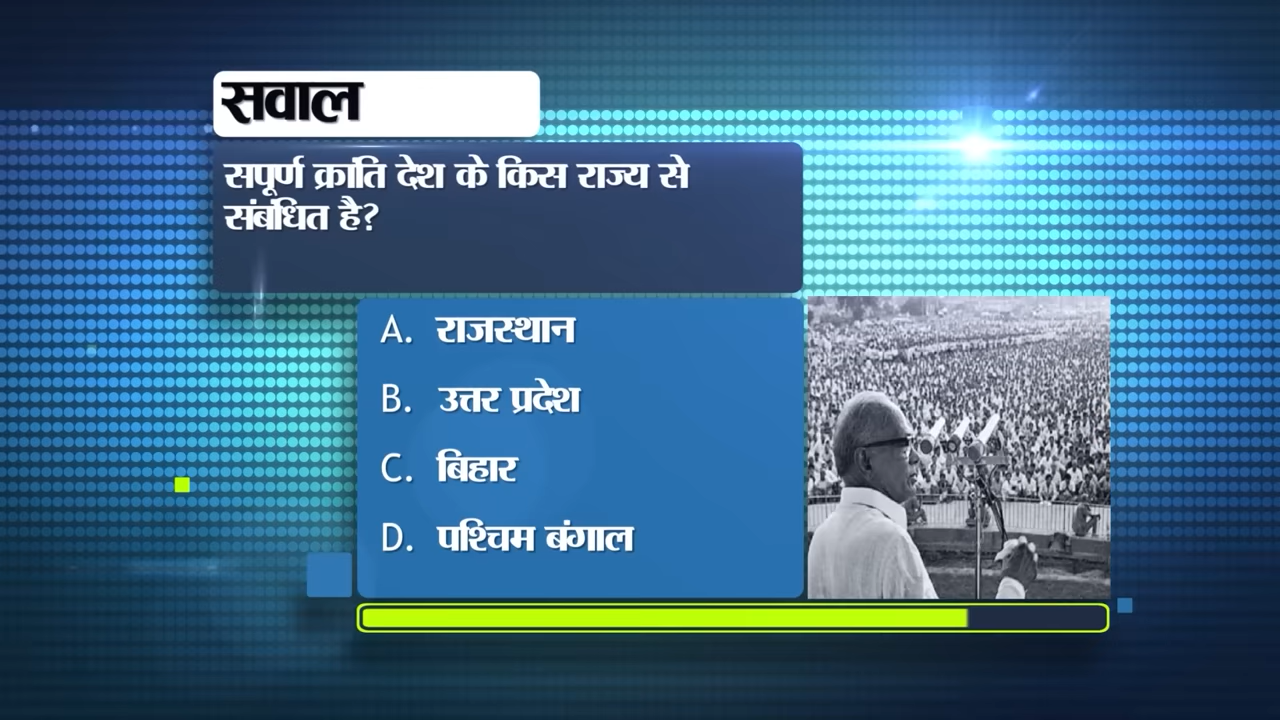 सवाल
सपूर्ण क्रांति देश के किस राज्य से
संबंधित है?
A. राजस्थान
B. उत्तर प्रदेश
C. बिहार
D. पश्चिम बंगाल